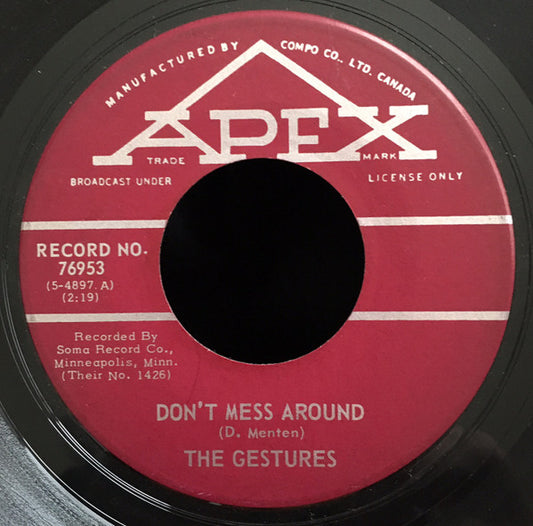 MANUFACTURED BY COMPO CO., LTD. CANADA
APEX
TRADE MARK
BROADCAST UNDER LICENSE ONLY
RECORD NO.
76953
(5-4897.A)
(2:19)
Recorded By
Soma Record Co.,
Minneapolis, Minn.
(Their No. 1426)
DON'T MESS AROUND
(D. Menten)
THE GESTURES